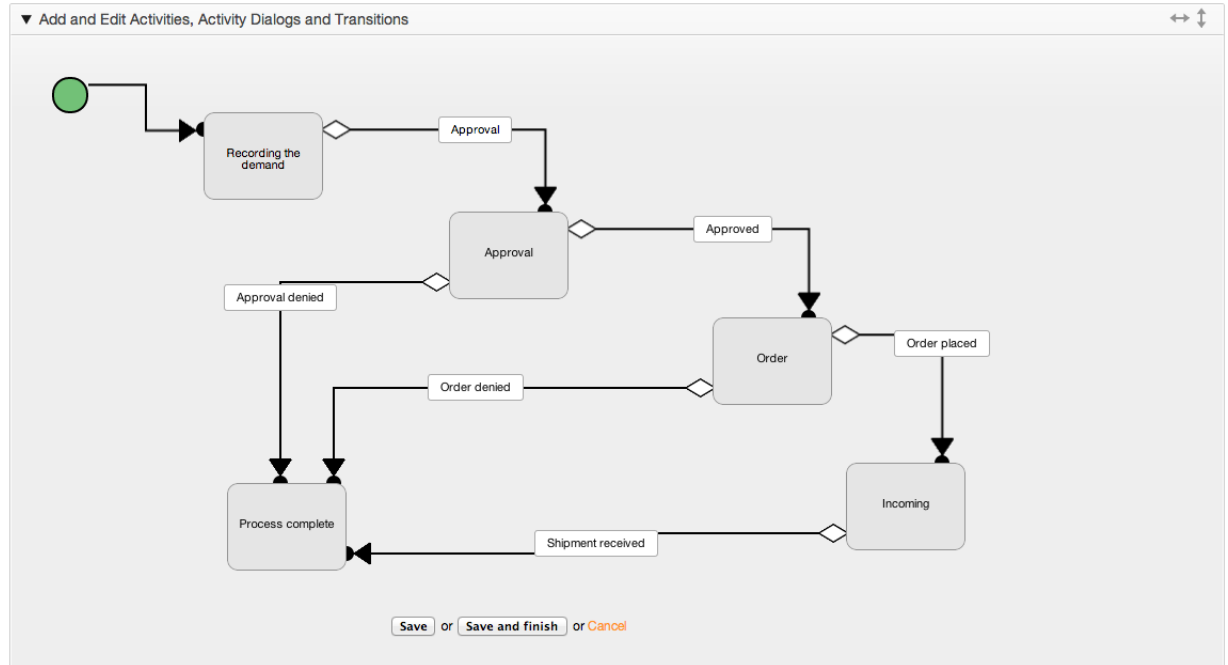 ▼ Add and Edit Activities, Activity Dialogs and Transitions
Recording the
demand
Approval
Approval
Approved
Approval denied
Order
Order placed
Order denied
Incoming
Process complete
Shipment received
Save or Save and finish or Cancel